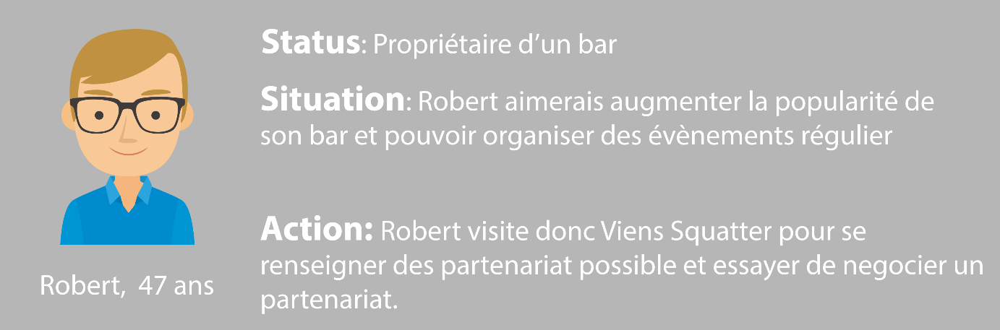 Status: Propriétaire d'un bar
Situation: Robert aimerais augmenter la popularité de
son bar et pouvoir organiser des évènements régulier
Action: Robert visite donc Viens Squatter pour se
renseigner des partenariat possible et essayer de negocier un
partenariat.
Robert, 47 ans